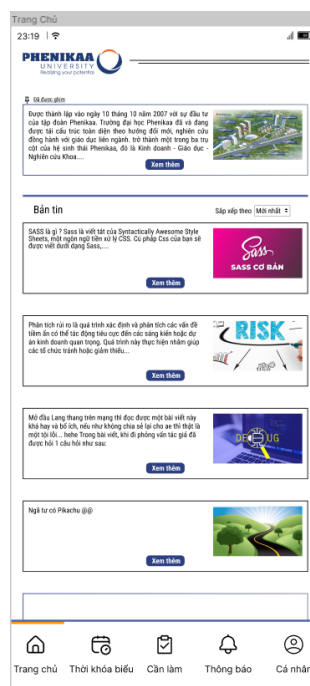 Trang Chủ
23:19
PHENIKAA
UNIVERSITY
Realizing your potential
Đã được ghim
Được thành lập vào ngày 10 tháng 10 năm 2007 với sự đầu tư
của tập đoàn Phenikaa. Trường đại học Phenikaa đã và đang
được tái cấu trúc toàn diện theo hướng đổi mới, nghiên cứu
đồng hành với giáo dục liên ngành. trở thành một trong ba trụ
cột của hệ sinh thái Phenikaa, đó là Kinh doanh - Giáo dục -
Nghiên cứu Khoa....
Xem thêm
Bản tin
Sắp xếp theo Mới nhất
SASS là gì ? Sass là viết tắt của Syntactically Awesome Style
Sheets, một ngôn ngữ tiền xử lý CSS. Cú pháp Css của bạn sẽ
được viết dưới dạng Sass,....
Sass
SASS CƠ BẢN
Xem thêm
Phân tích rủi ro là quá trình xác định và phân tích các vấn đề
tiềm ẩn có thể tác động tiêu cực đến các sáng kiến hoặc dự
án kinh doanh quan trọng. Quá trình này thực hiện nhằm giúp
các tổ chức tránh hoặc giảm thiểu...
RISK
Xem thêm
Mở đầu Lang thang trên mạng thì đọc được một bài viết này
khá hay và bổ ích, nếu như không chia sẻ lại cho ae thì thật là
một tội lỗi... hehe Trong bài viết, khi đi phỏng vấn tác giả đã
được hỏi 1 câu hỏi như sau:
DEBUG
Xem thêm
Ngã tư có Pikachu @@
Xem thêm
Trang chủ
Thời khóa biểu
Cần làm
Thông báo
Cá nhân